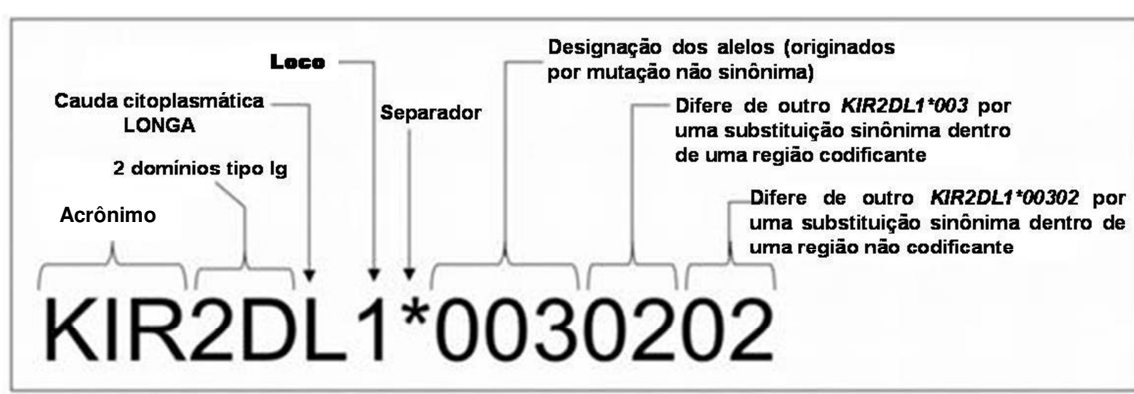 Loco
Designação dos alelos (originados
por mutação não sinônima)
Cauda citoplasmática
LONGA
Separador
Difere de outro KIR2DL1*003 por
uma substituição sinônima dentro
de uma região codificante
2 domínios tipo Ig
Acrônimo
Difere de outro KIR2DL1*00302 por
uma substituição sinônima dentro de
uma região não codificante
KIR2DL1*0030202